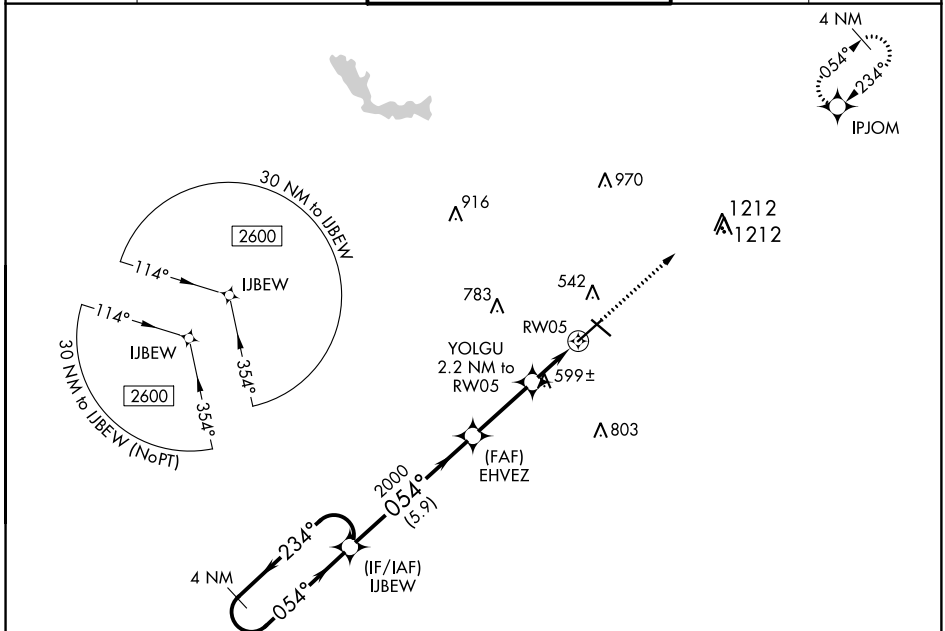 4 NM
054°
234°
IPJOM
970
916
1212
1212
30 NM to IJBEW
2600
114°
IJBEW
354°
542
783
RW05
YOLGU
2.2 NM to
RW05
599±
114°
IJBEW
2600
354°
30 NM to IJBEW (NoPT)
803
(FAF)
EHVEZ
2000
054°
(5.9)
234°
4 NM
054°
(IF/IAF)
IJBEW